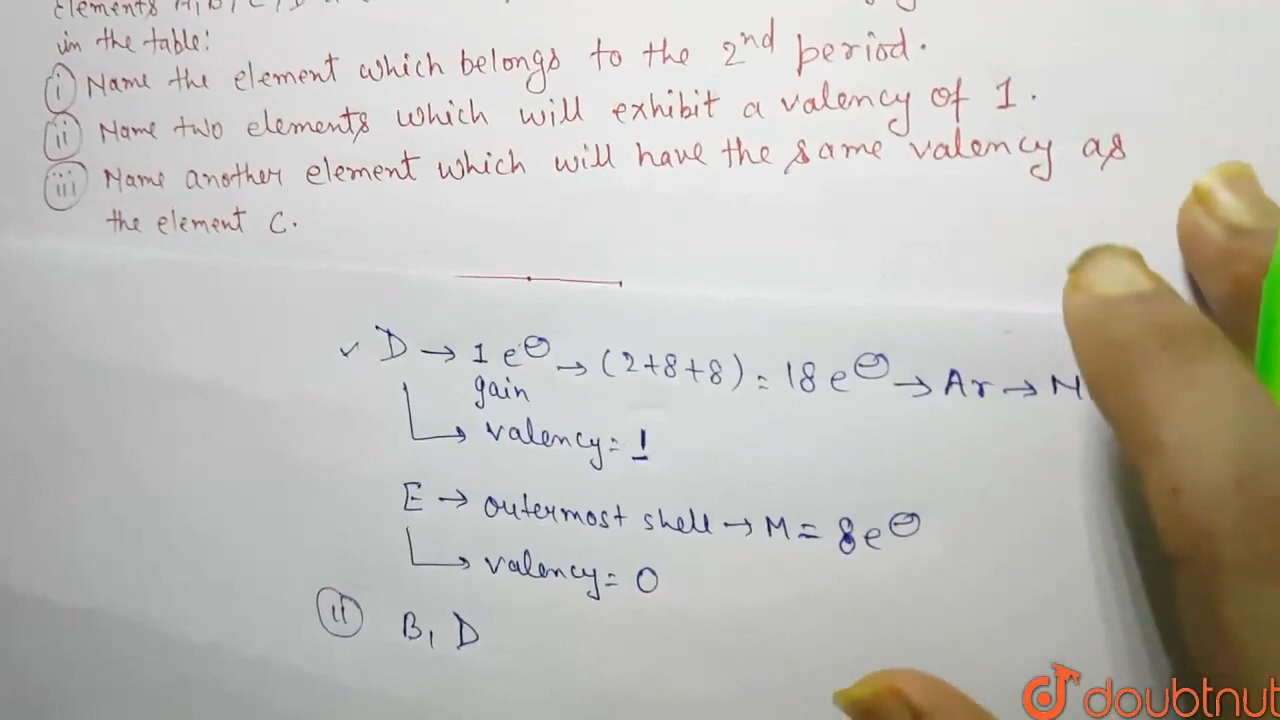 elements A, B, C, D
in the table:
(i) Name the element which belongs to the 2nd period.
(ii) Name two elements which will exhibit a valency of 1.
(iii) Name another element which will have the same valency as
the element C.
✓ D → 1 e⊖ → (2+8+8) = 18 e⊖ → Ar → N
gain
↳ valency = 1
E → outermost shell → M = 8e⊖
↳ valency = 0
(ii) B, D
doubtnut